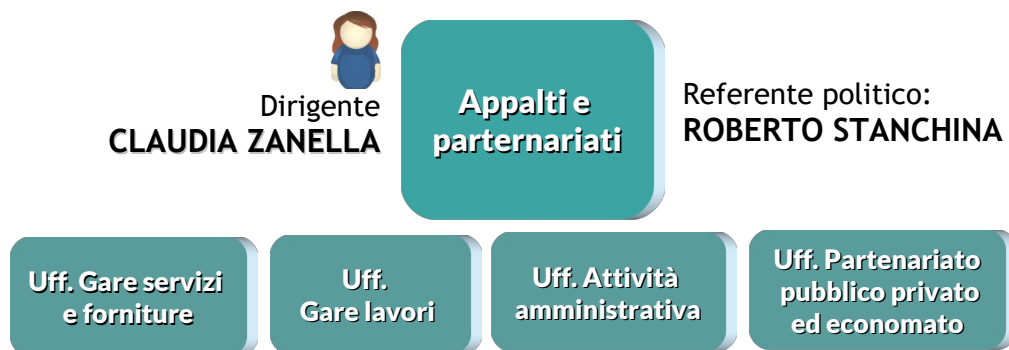 Dirigente
CLAUDIA ZANELLA
Appalti e
parternariati
Referente politico:
ROBERTO STANCHINA
Uff. Gare servizi
e forniture
Uff.
Gare lavori
Uff. Attività
amministrativa
Uff. Partenariato
pubblico privato
ed economato